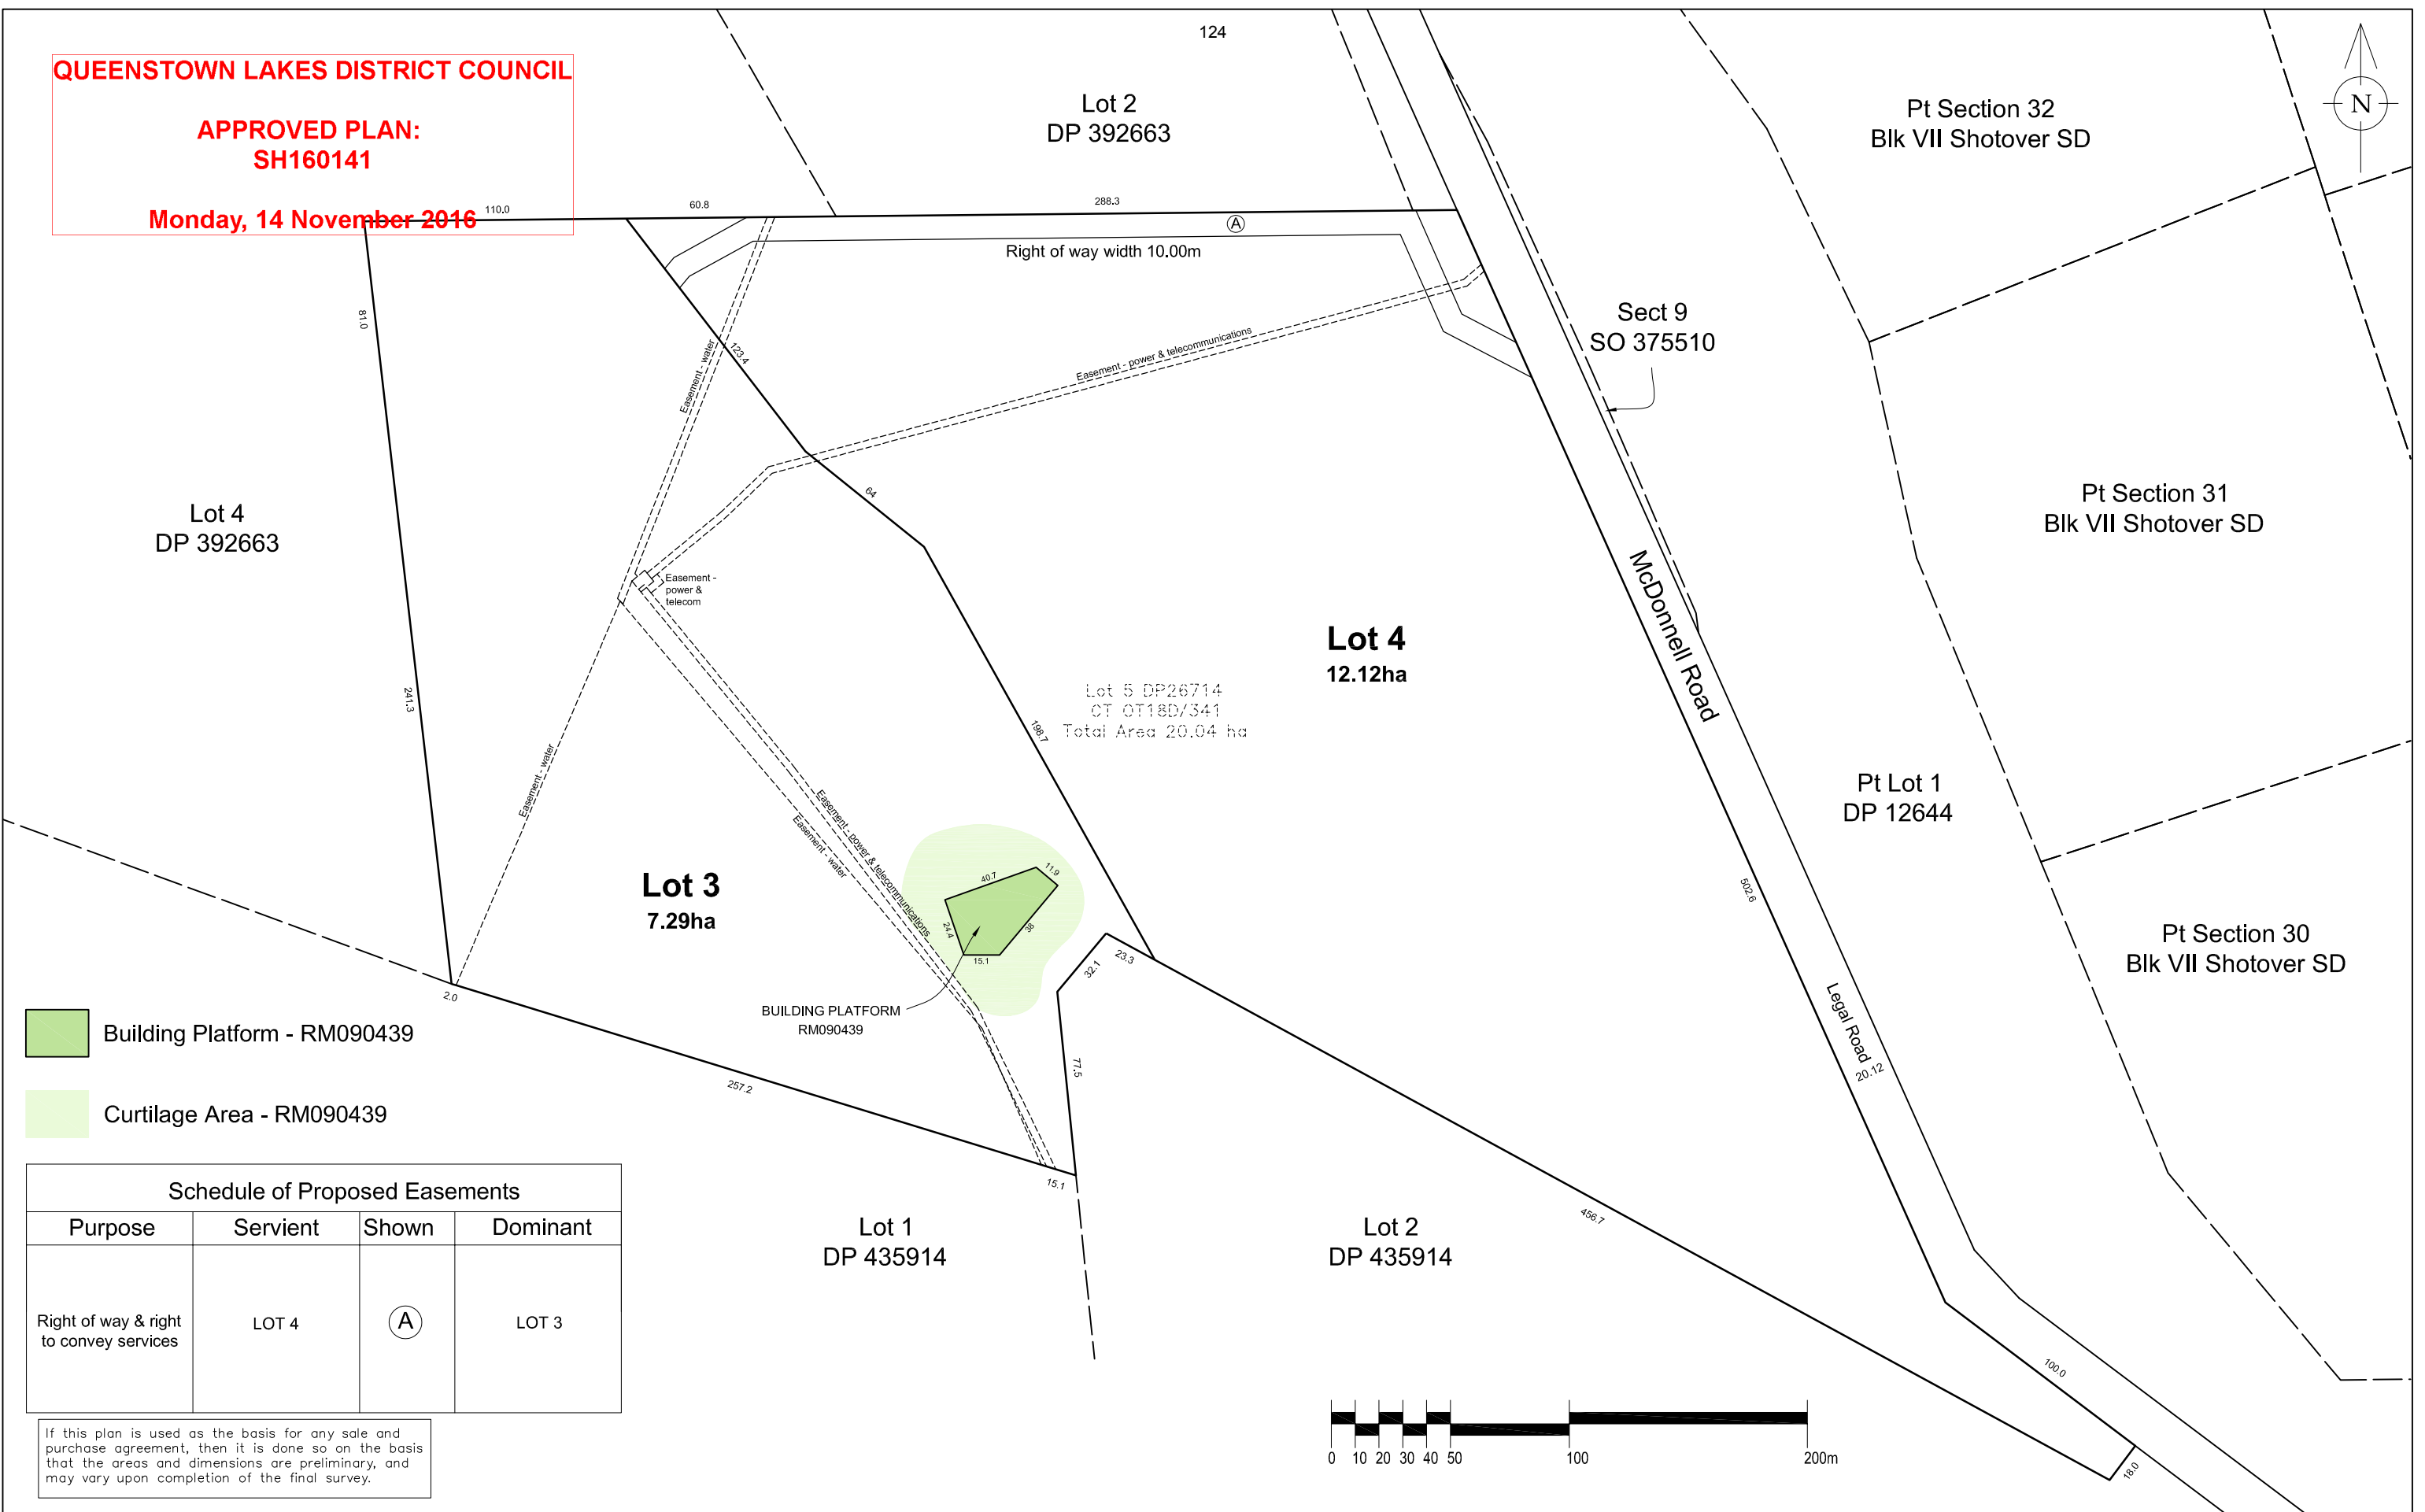 QUEENSTOWN LAKES DISTRICT COUNCIL
APPROVED PLAN:
SH160141
Monday, 14 November 2016
124
Lot 2
DP 392663
Pt Section 32
Blk VII Shotover SD
N
110.0
60.8
288.3
A
Right of way width 10.00m
81.0
123.4
Easement - water
Easement - power & telecommunications
Sect 9
SO 375510
Lot 4
DP 392663
64
Pt Section 31
Blk VII Shotover SD
Easement -
power &
telecom
McDonnell Road
Lot 4
12.12ha
241.3
Lot 5 DP26714
CT OT18D/341
Total Area 20.04 ha
198.7
Easement - water
Pt Lot 1
DP 12644
Easement - power & telecommunications
Easement - water
Lot 3
7.29ha
40.7
11.9
24.4
38
15.1
502.6
Pt Section 30
Blk VII Shotover SD
32.1
23.3
2.0
BUILDING PLATFORM
RM090439
Legal Road
20.12
Building Platform - RM090439
77.5
257.2
Curtilage Area - RM090439
15.1
456.7
Lot 1
DP 435914
Lot 2
DP 435914
Schedule of Proposed Easements
Purpose Servient Shown Dominant
Right of way & right
to convey services
LOT 4 A LOT 3
100.0
18.0
0 10 20 30 40 50 100 200m
If this plan is used as the basis for any sale and
purchase agreement, then it is done so on the basis
that the areas and dimensions are preliminary, and
may vary upon completion of the final survey.